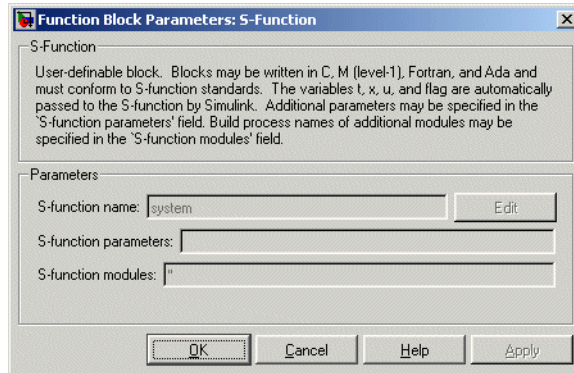 Function Block Parameters: S-Function
S-Function
User-definable block. Blocks may be written in C, M (level-1), Fortran, and Ada and
must conform to S-function standards. The variables t, x, u, and flag are automatically
passed to the S-function by Simulink. Additional parameters may be specified in the
`S-function parameters' field. Build process names of additional modules may be
specified in the `S-function modules' field.
Parameters
S-function name: system Edit
S-function parameters:
S-function modules: ''
OK Cancel Help Apply